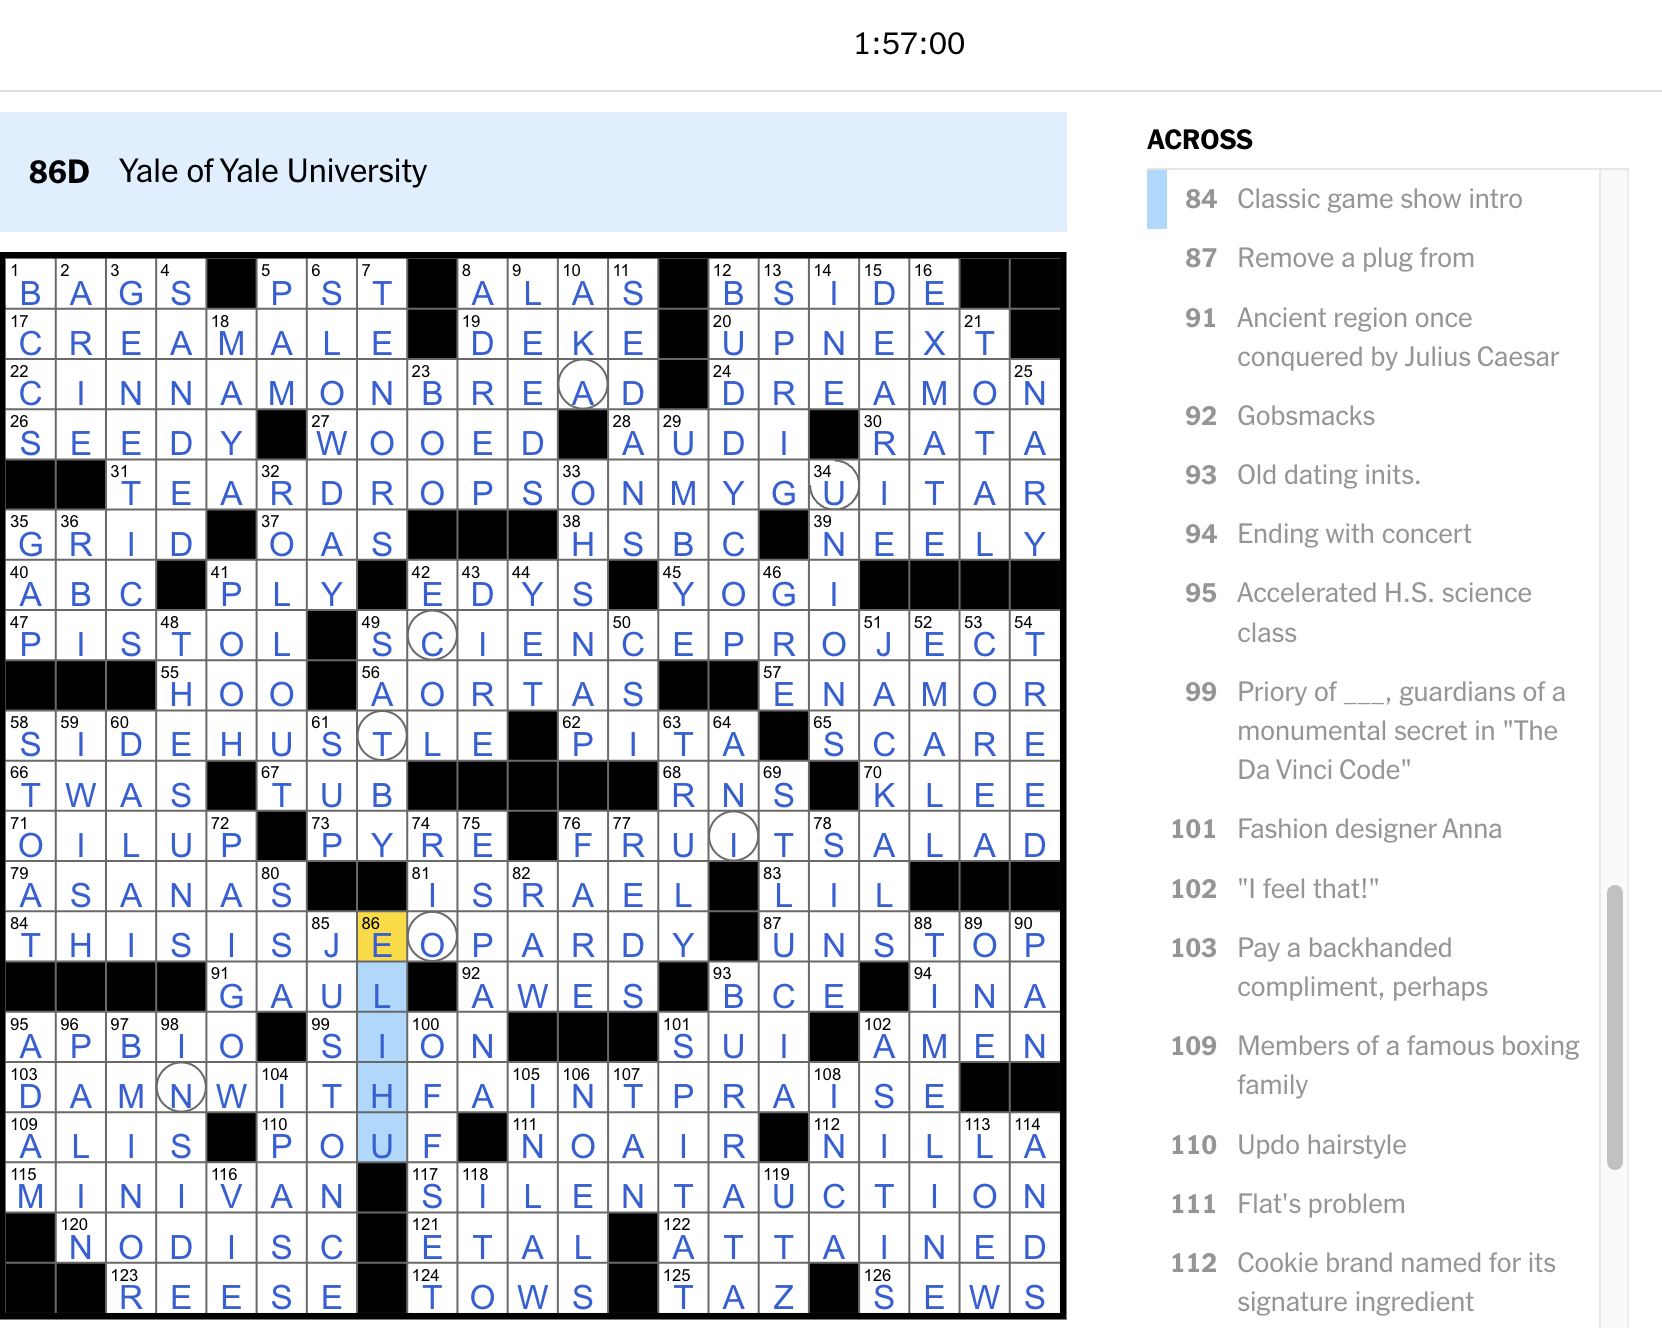 1:57:00
86D Yale of Yale University
1 2 3 4 5 6 7 8 9 10 11 12 13 14 15 16
B A G S P S T A L A S B S I D E
17 18 19 20 21
C R E A M A L E D E K E U P N E X T
22 23 24 25
C I N N A M O N B R E A D D R E A M O N
26 27 28 29 30
S E E D Y W O O E D A U D I R A T A
31 32 33 34
T E A R D R O P S O N M Y G U I T A R
35 36 37 38 39
G R I D O A S H S B C N E E L Y
40 41 42 43 44 45 46
A B C P L Y E D Y S Y O G I
47 48 49 50 51 52 53 54
P I S T O L S C I E N C E P R O J E C T
55 56 57
H O O A O R T A S E N A M O R
58 59 60 61 62 63 64 65
S I D E H U S T L E P I T A S C A R E
66 67 68 69 70
T W A S T U B R N S K L E E
71 72 73 74 75 76 77 78
O I L U P P Y R E F R U I T S A L A D
79 80 81 82 83
A S A N A S I S R A E L L I L
84 85 86 87 88 89 90
T H I S I S J E O P A R D Y U N S T O P
91 92 93 94
G A U L A W E S B C E I N A
95 96 97 98 99 100 101 102
A P B I O S I O N S U I A M E N
103 104 105 106 107 108
D A M N W I T H F A I N T P R A I S E
109 110 111 112 113 114
A L I S P O U F N O A I R N I L L A
115 116 117 118 119
M I N I V A N S I L E N T A U C T I O N
120 121 122
N O D I S C E T A L A T T A I N E D
123 124 125 126
R E E S E T O W S T A Z S E W S
ACROSS
84 Classic game show intro
87 Remove a plug from
91 Ancient region once
conquered by Julius Caesar
92 Gobsmacks
93 Old dating inits.
94 Ending with concert
95 Accelerated H.S. science
class
99 Priory of ___, guardians of a
monumental secret in "The
Da Vinci Code"
101 Fashion designer Anna
102 "I feel that!"
103 Pay a backhanded
compliment, perhaps
109 Members of a famous boxing
family
110 Updo hairstyle
111 Flat's problem
112 Cookie brand named for its
signature ingredient